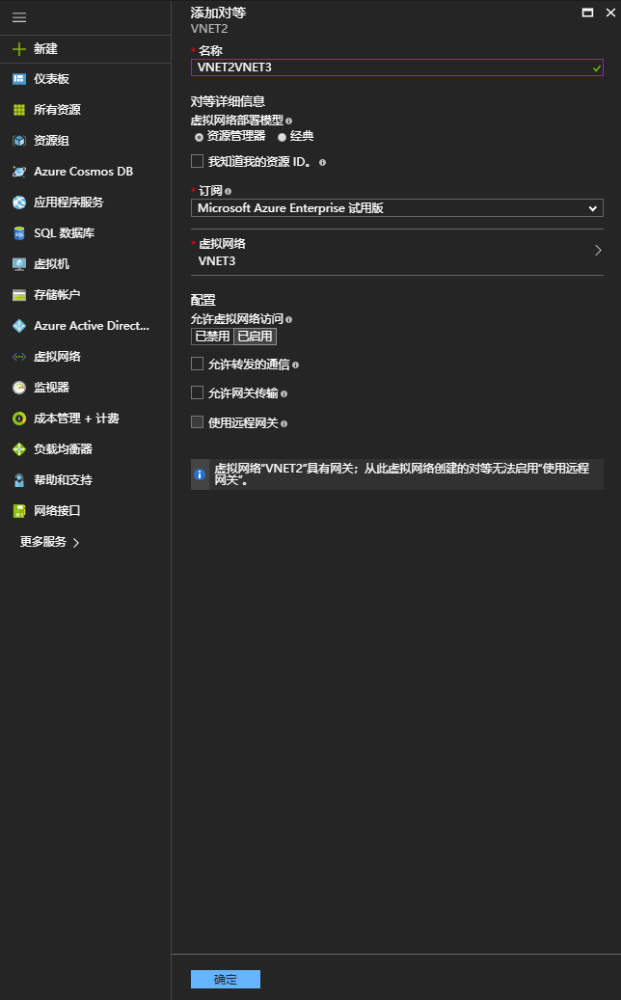 新建
仪表板
所有资源
资源组
Azure Cosmos DB
应用程序服务
SQL 数据库
虚拟机
存储帐户
Azure Active Direct...
虚拟网络
监视器
成本管理 + 计费
负载均衡器
帮助和支持
网络接口
更多服务
添加对等
VNET2
* 名称
VNET2VNET3
对等详细信息
虚拟网络部署模型
资源管理器 经典
我知道我的资源 ID。
* 订阅
Microsoft Azure Enterprise 试用版
* 虚拟网络
VNET3
配置
允许虚拟网络访问
已禁用 已启用
允许转发的通信
允许网关传输
使用远程网关
虚拟网络"VNET2"具有网关；从此虚拟网络创建的对等无法启用"使用远程
网关"。
确定